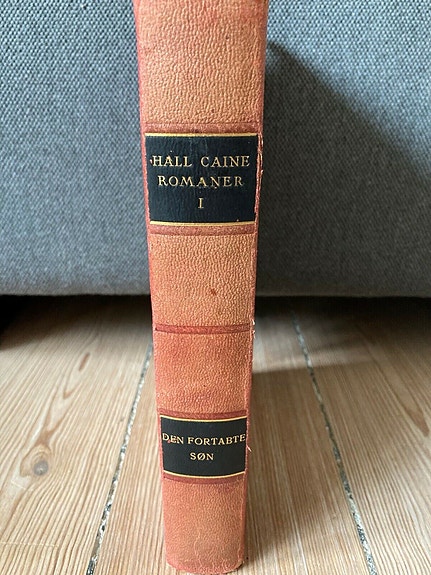 HALL CAINE
ROMANER
I
DEN FORTABTE
SØN